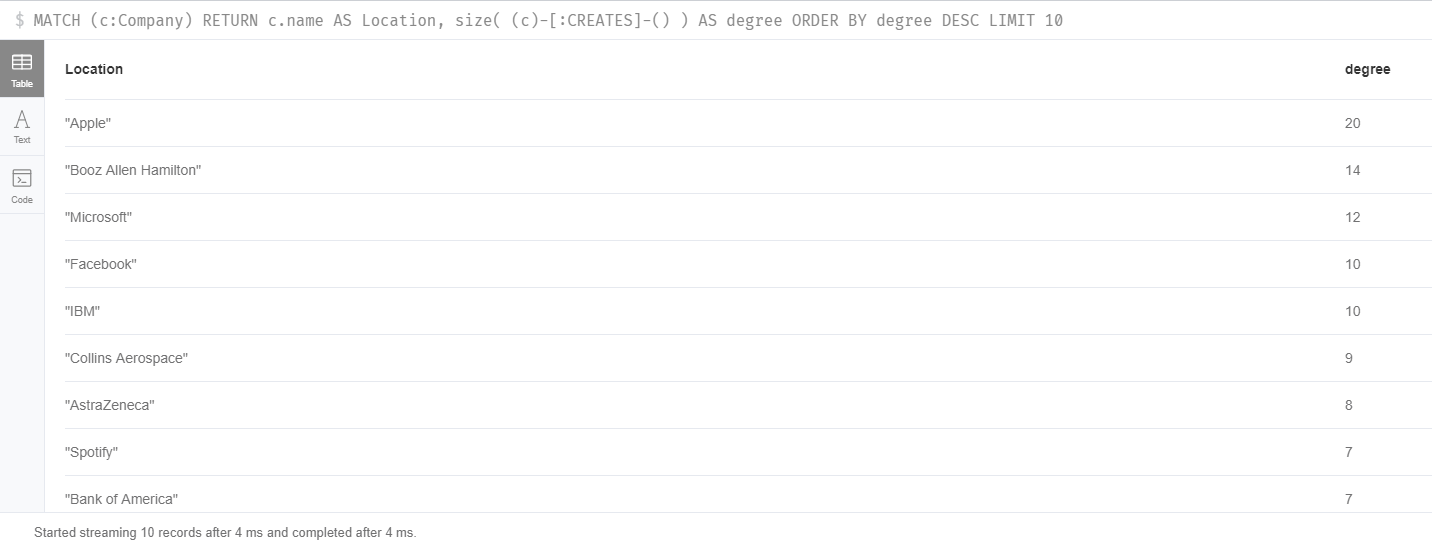 $ MATCH (c:Company) RETURN c.name AS Location, size( (c)-[:CREATES]-() ) AS degree ORDER BY degree DESC LIMIT 10
Table
Text
Code
Location degree
"Apple" 20
"Booz Allen Hamilton" 14
"Microsoft" 12
"Facebook" 10
"IBM" 10
"Collins Aerospace" 9
"AstraZeneca" 8
"Spotify" 7
"Bank of America" 7
Started streaming 10 records after 4 ms and completed after 4 ms.